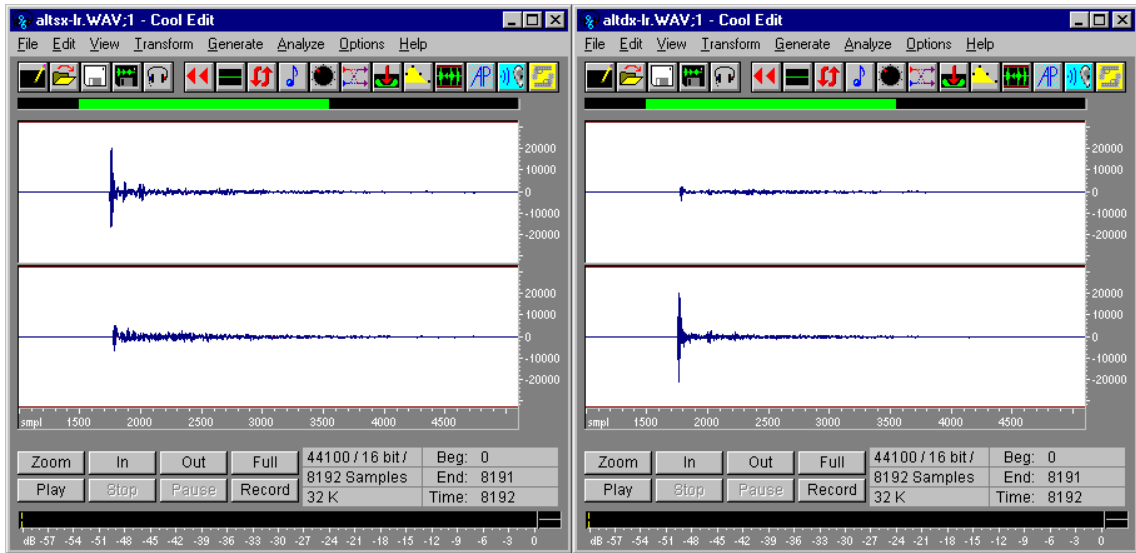 altsx-lr.WAV;1 - Cool Edit
File Edit View Transform Generate Analyze Options Help
AP
20000
10000
0
-10000
-20000
20000
10000
0
-10000
-20000
smpl 1500 2000 2500 3000 3500 4000 4500
Zoom In Out Full
Play Stop Pause Record
44100 / 16 bit /
8192 Samples
32 K
Beg: 0
End: 8191
Time: 8192
dB -57 -54 -51 -48 -45 -42 -39 -36 -33 -30 -27 -24 -21 -18 -15 -12 -9 -6 -3 0
altdx-lr.WAV;1 - Cool Edit
File Edit View Transform Generate Analyze Options Help
AP
20000
10000
0
-10000
-20000
20000
10000
0
-10000
-20000
smpl 1500 2000 2500 3000 3500 4000 4500
Zoom In Out Full
Play Stop Pause Record
44100 / 16 bit /
8192 Samples
32 K
Beg: 0
End: 8191
Time: 8192
dB -57 -54 -51 -48 -45 -42 -39 -36 -33 -30 -27 -24 -21 -18 -15 -12 -9 -6 -3 0